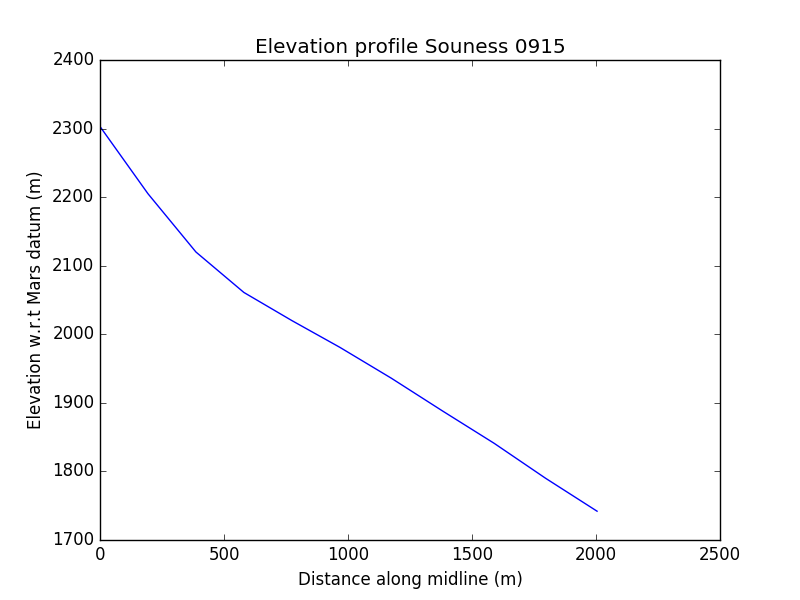 Elevation profile Souness 0915
2400
2300
2200
2100
2000
1900
1800
1700
Elevation w.r.t Mars datum (m)
0 500 1000 1500 2000 2500
Distance along midline (m)